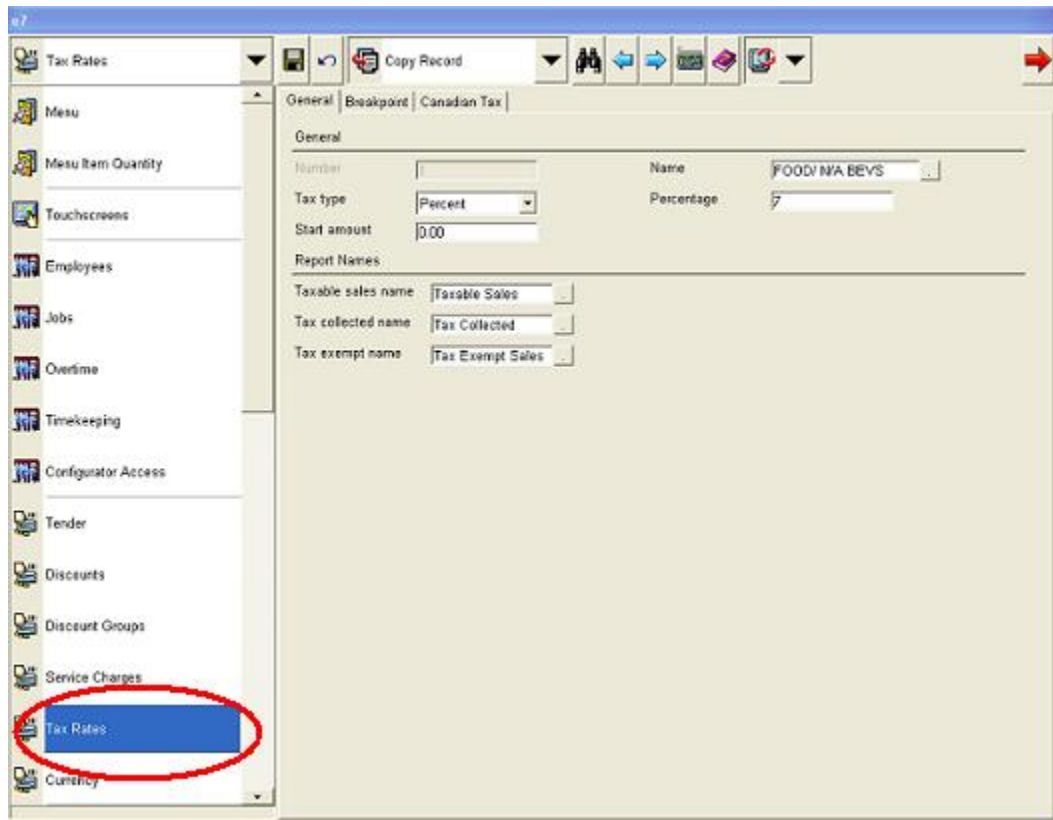 e7
Tax Rates
Copy Record
Menu
Menu Item Quantity
Touchscreens
Employees
Jobs
Overtime
Timekeeping
Configurator Access
Tender
Discounts
Discount Groups
Service Charges
Tax Rates
Currency
General Breakpoint Canadian Tax
General
Number 1 Name FOOD/ N/A BEVS .
Tax type Percent Percentage 7
Start amount 0.00
Report Names
Taxable sales name Taxable Sales .
Tax collected name Tax Collected .
Tax exempt name Tax Exempt Sales .